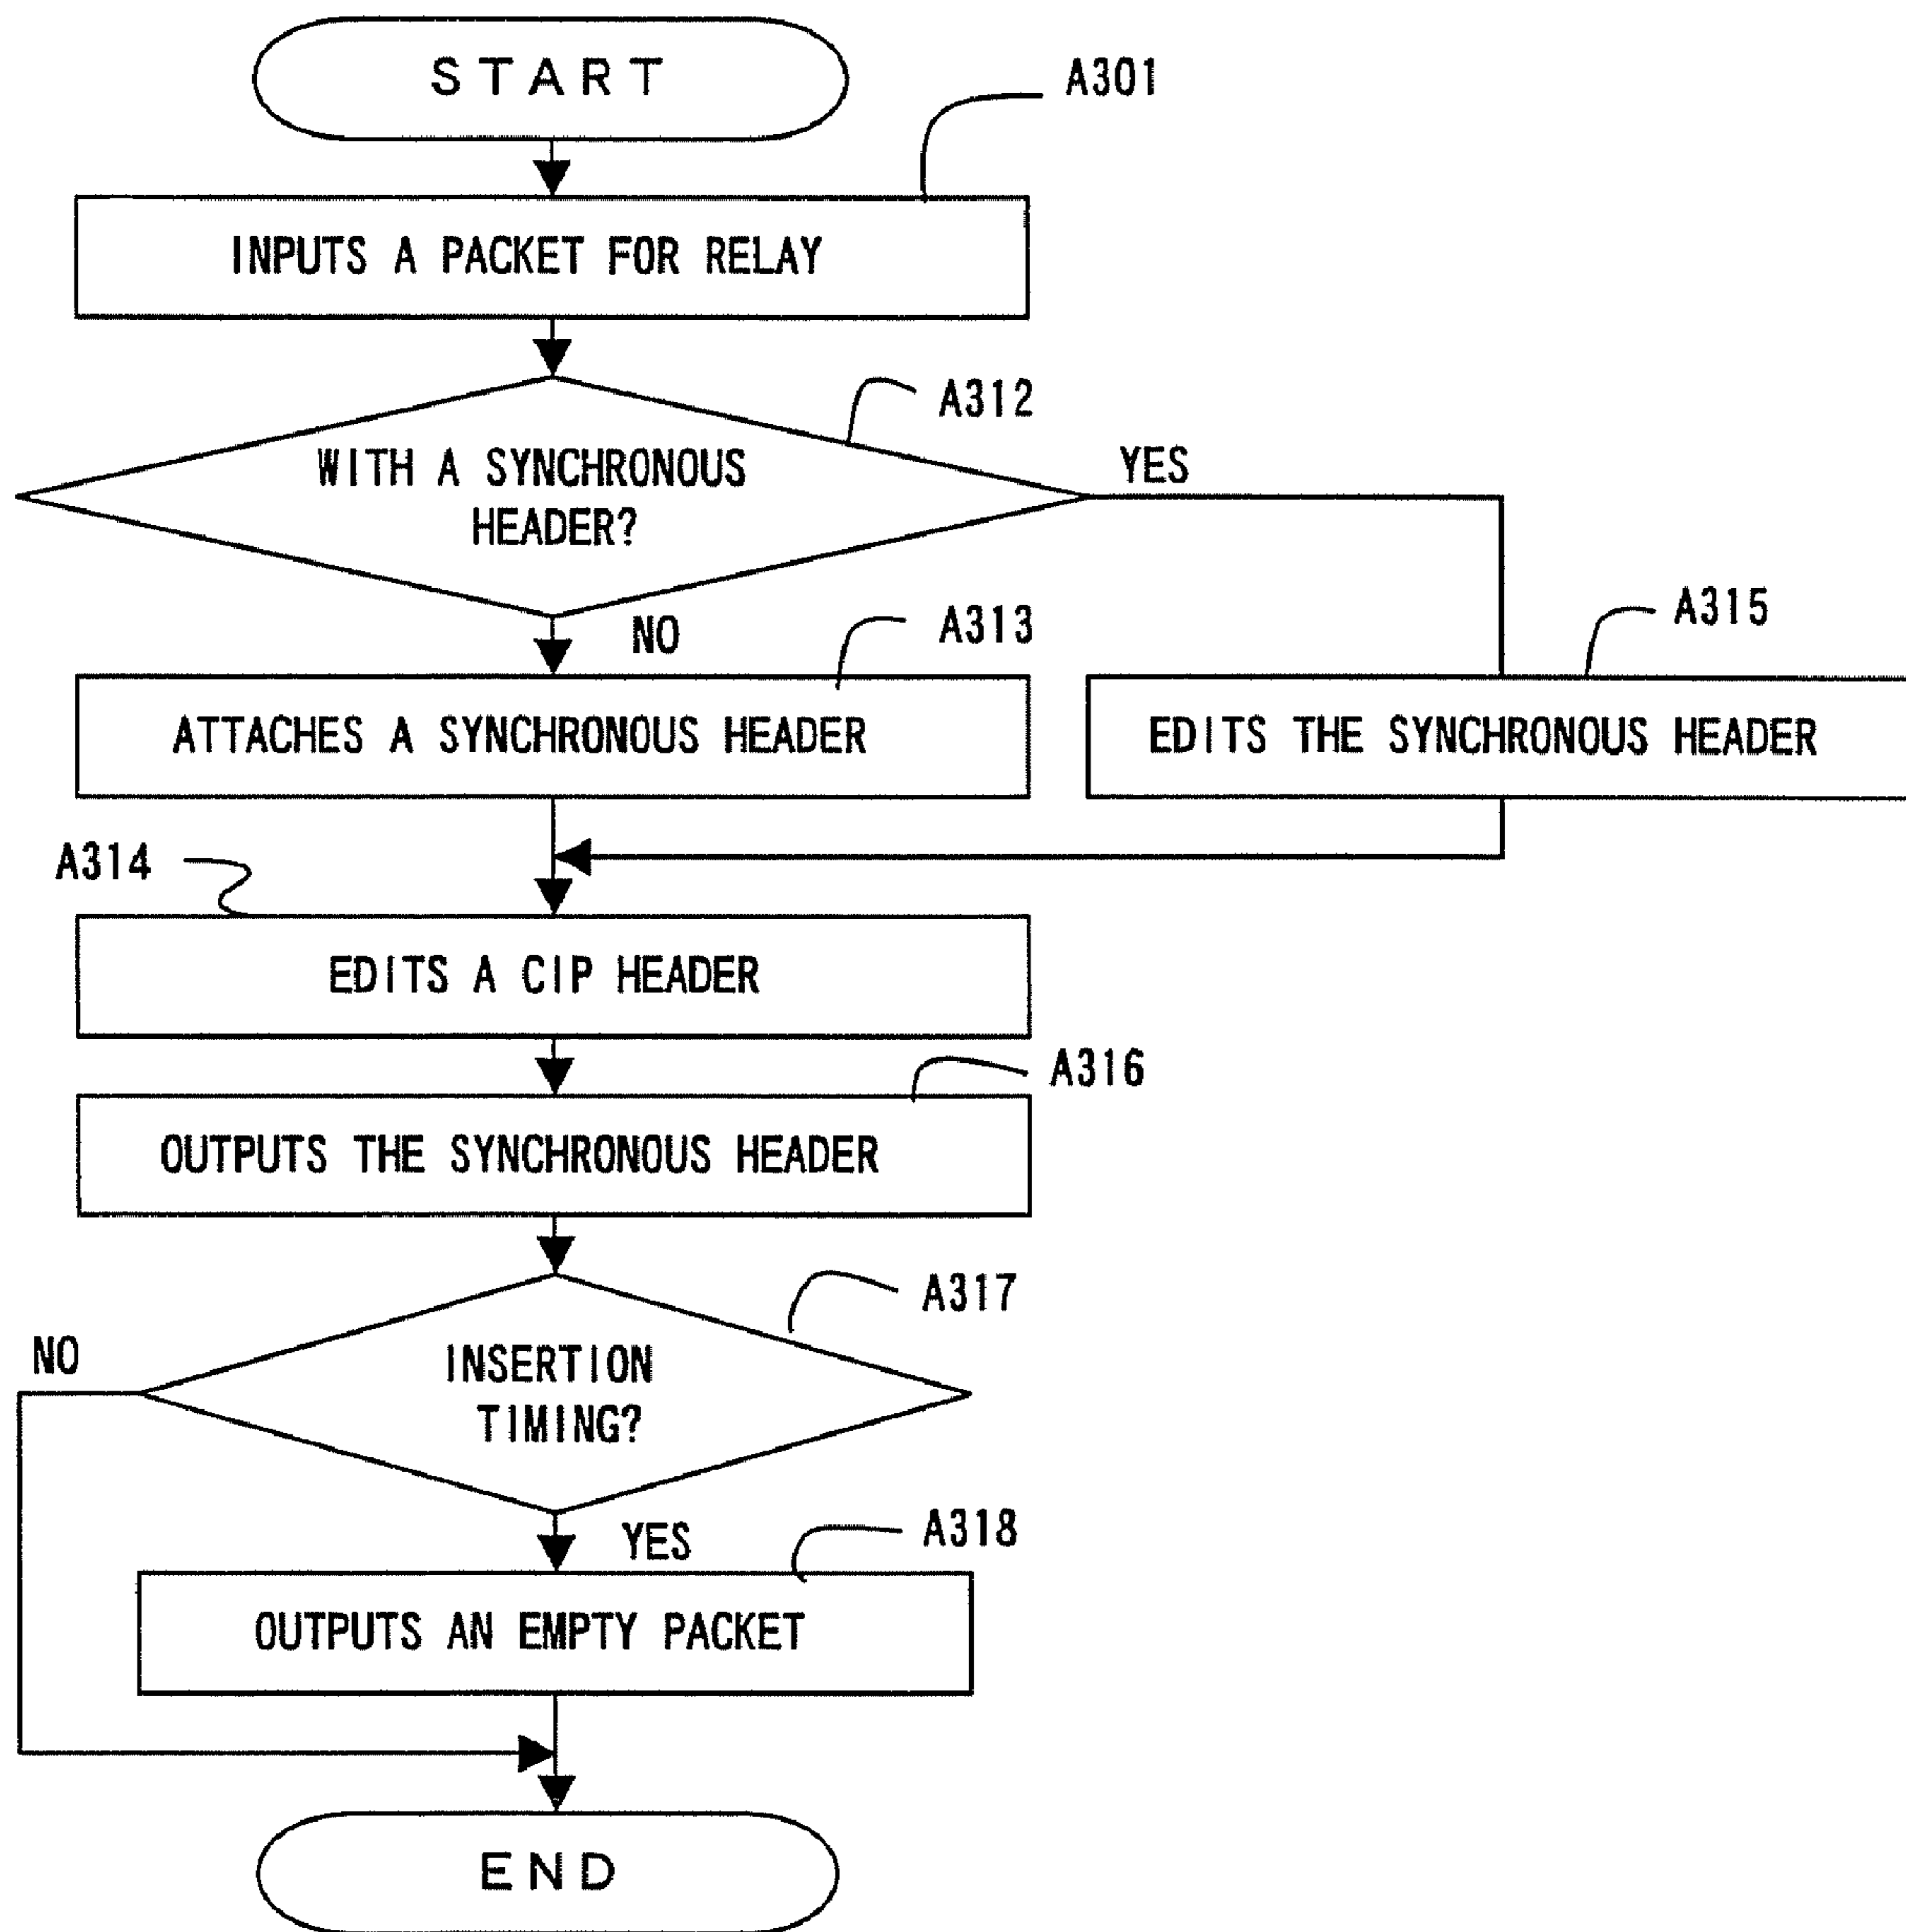 START
A301
INPUTS A PACKET FOR RELAY
A312
WITH A SYNCHRONOUS
HEADER?
YES
NO
A313
A315
ATTACHES A SYNCHRONOUS HEADER
EDITS THE SYNCHRONOUS HEADER
A314
EDITS A CIP HEADER
A316
OUTPUTS THE SYNCHRONOUS HEADER
A317
NO
INSERTION
TIMING?
YES
A318
OUTPUTS AN EMPTY PACKET
END